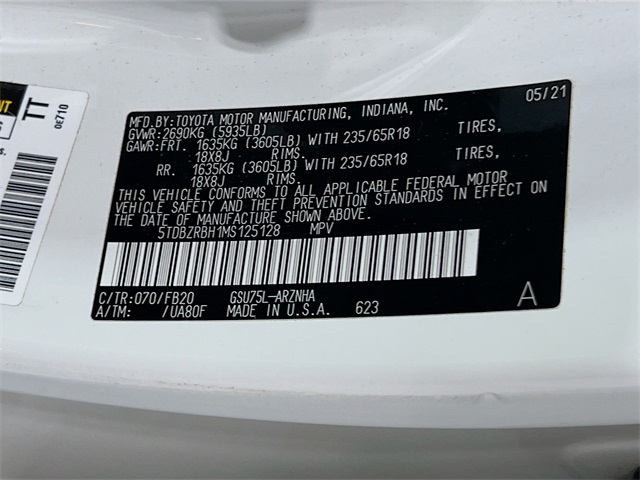 MFD.BY: TOYOTA MOTOR MANUFACTURING, INDIANA, INC. 05/21
GVWR: 2690KG (5935LB)
GAWR: FRT. 1635KG (3605LB) WITH 235/65R18 TIRES,
18X8J RIMS.
RR. 1635KG (3605LB) WITH 235/65R18 TIRES,
18X8J RIMS.
THIS VEHICLE CONFORMS TO ALL APPLICABLE FEDERAL MOTOR
VEHICLE SAFETY AND THEFT PREVENTION STANDARDS IN EFFECT ON
THE DATE OF MANUFACTURE SHOWN ABOVE.
5TDBZRBH1MS125128 MPV
C/TR: 070/FB20 GSU75L-ARZNHA
A/TM: /UA80F MADE IN U.S.A. 623
A
TT
0E710